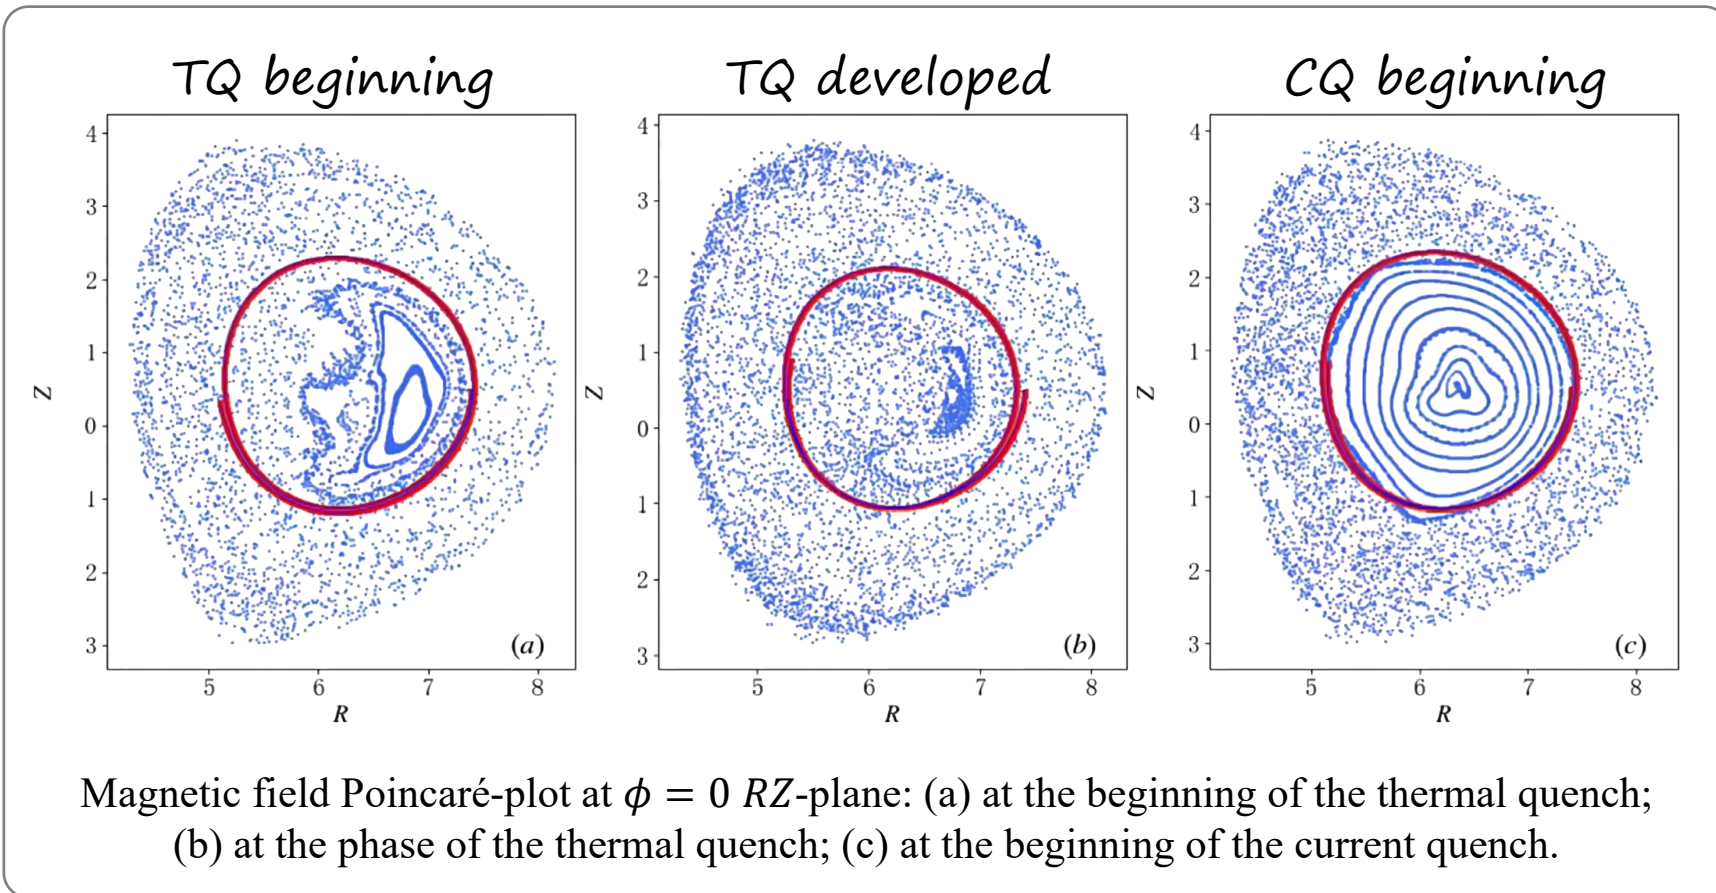 TQ beginning
TQ developed
CQ beginning
4
3
2
1
0
1
2
3
Z
5
6
7
8
R
(a)
4
3
2
1
0
1
2
3
Z
5
6
7
8
R
(b)
4
3
2
1
0
1
2
3
Z
5
6
7
8
R
(c)
Magnetic field Poincaré-plot at ϕ = 0 RZ-plane: (a) at the beginning of the thermal quench;
(b) at the phase of the thermal quench; (c) at the beginning of the current quench.